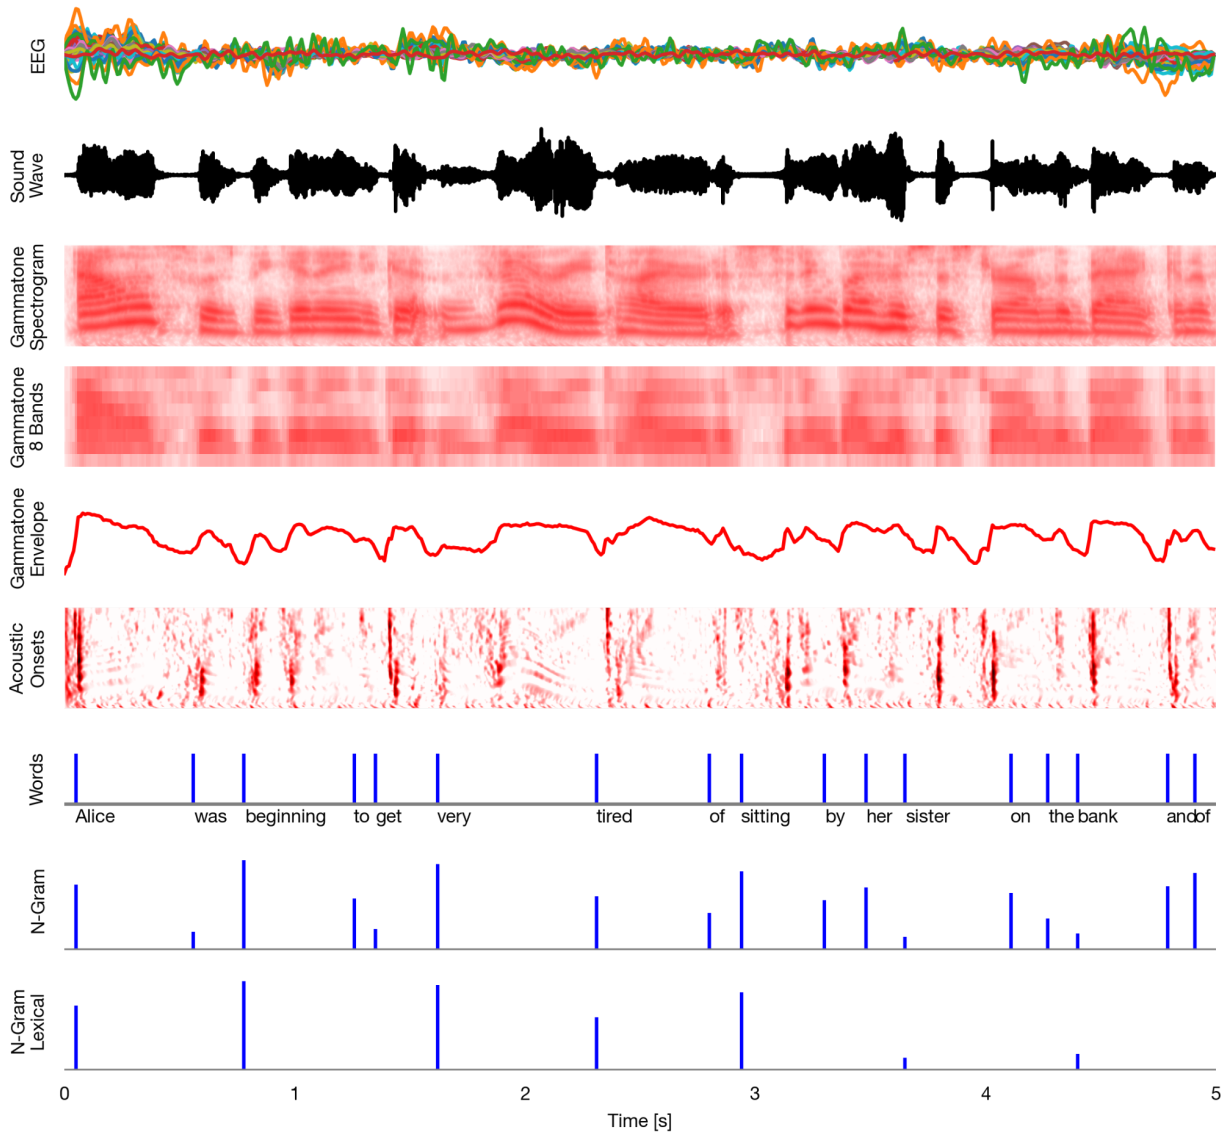 EEG
Sound
Wave
Gammatone
Spectrogram
Gammatone
8 Bands
Gammatone
Envelope
Acoustic
Onsets
Words
Alice was beginning to get very tired of sitting by her sister on the bank and of
N-Gram
N-Gram
Lexical
0 1 2 3 4 5
Time [s]